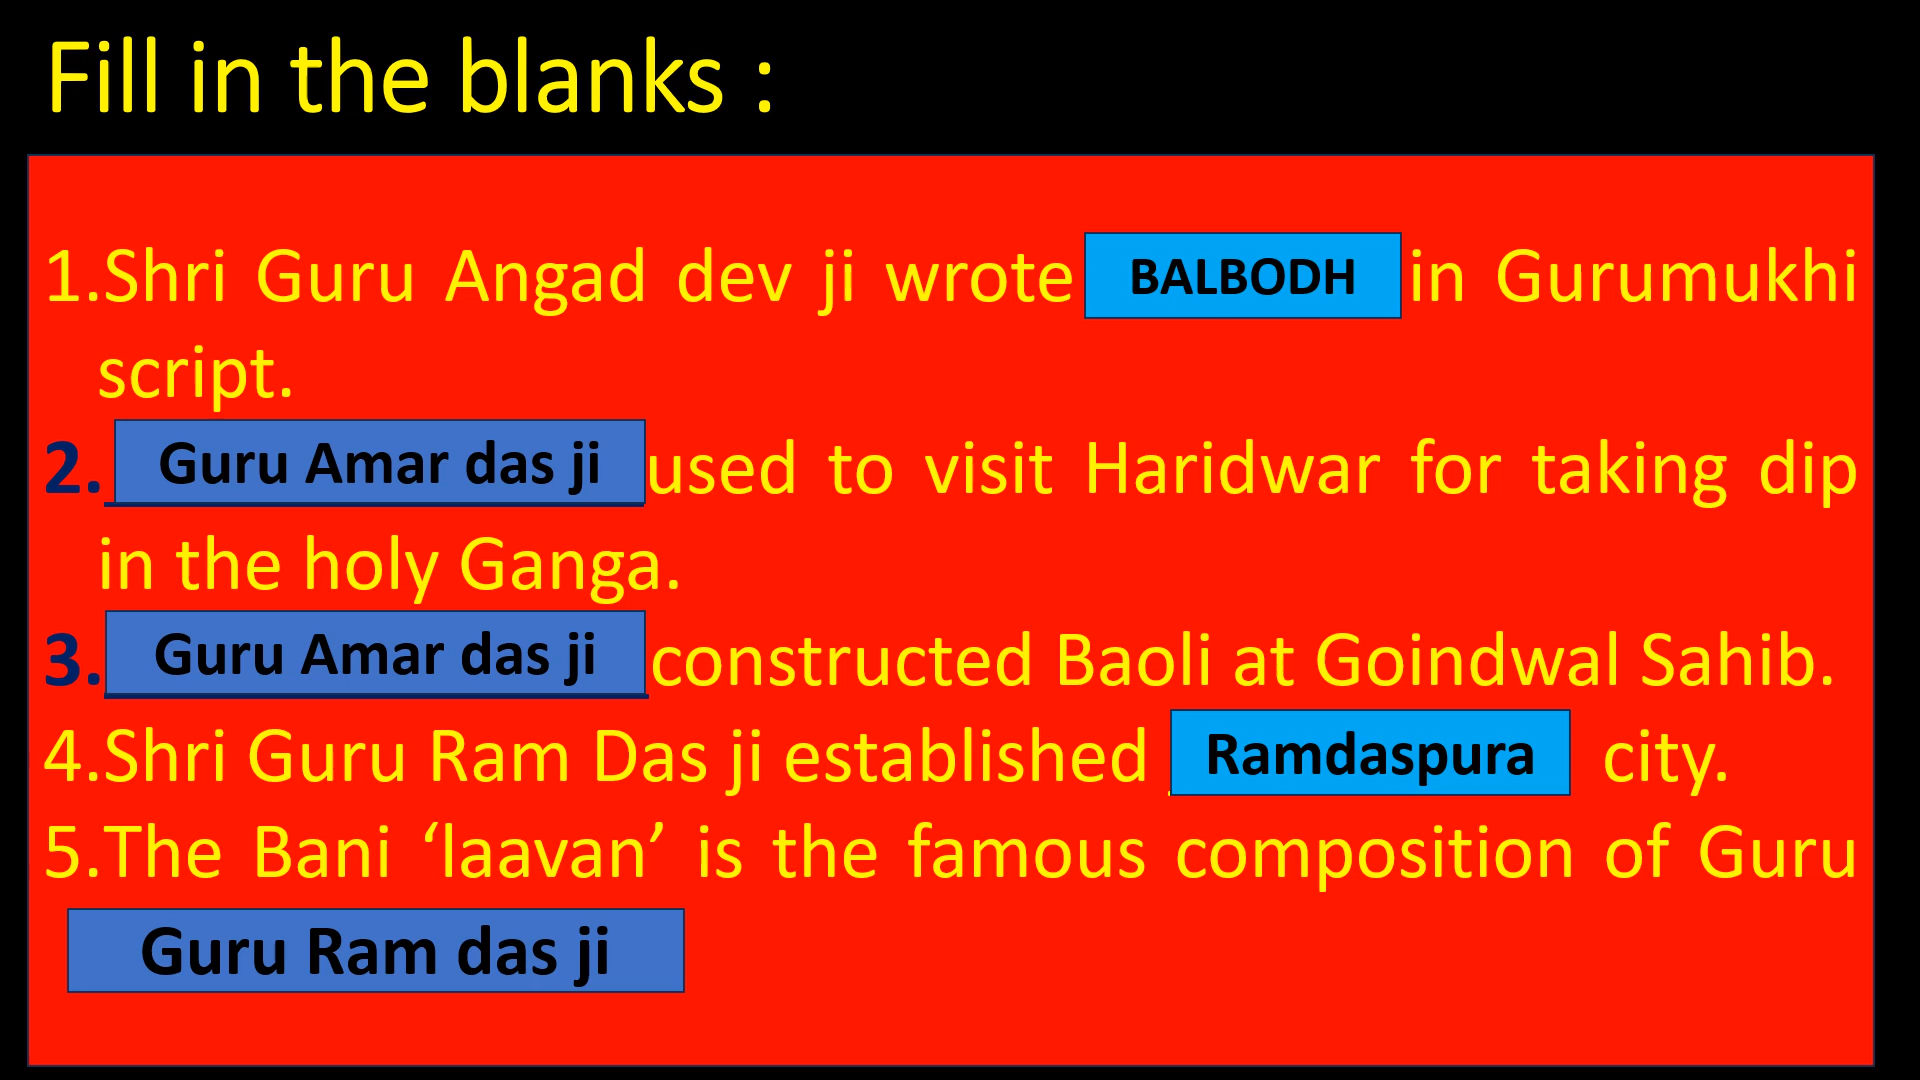 Fill in the blanks :
1.Shri Guru Angad dev ji wrote BALBODH in Gurumukhi
script.
2. Guru Amar das ji used to visit Haridwar for taking dip
in the holy Ganga.
3. Guru Amar das ji constructed Baoli at Goindwal Sahib.
4.Shri Guru Ram Das ji established Ramdaspura city.
5.The Bani ‘laavan’ is the famous composition of Guru
Guru Ram das ji